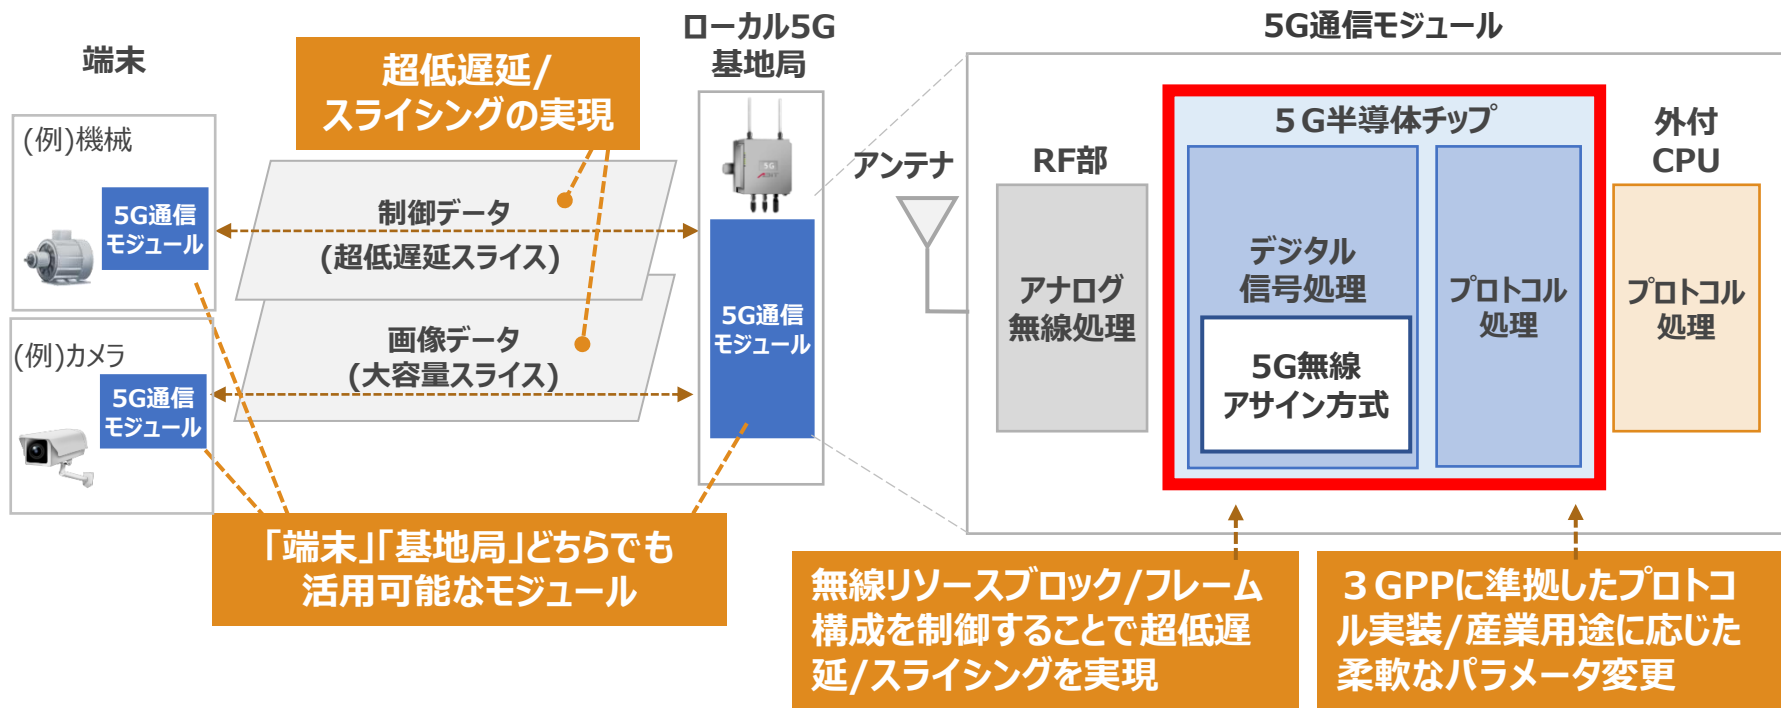 端末
(例)機械
5G通信
モジュール
(例)カメラ
5G通信
モジュール
超低遅延/
スライシングの実現
制御データ
(超低遅延スライス)
画像データ
(大容量スライス)
ローカル5G
基地局
5G
5G通信
モジュール
「端末」「基地局」どちらでも
活用可能なモジュール
5G通信モジュール
アンテナ
RF部
アナログ
無線処理
５G半導体チップ
デジタル
信号処理
5G無線
アサイン方式
プロトコル
処理
外付
CPU
プロトコル
処理
無線リソースブロック/フレーム
構成を制御することで超低遅
延/スライシングを実現
３GPPに準拠したプロトコ
ル実装/産業用途に応じた
柔軟なパラメータ変更